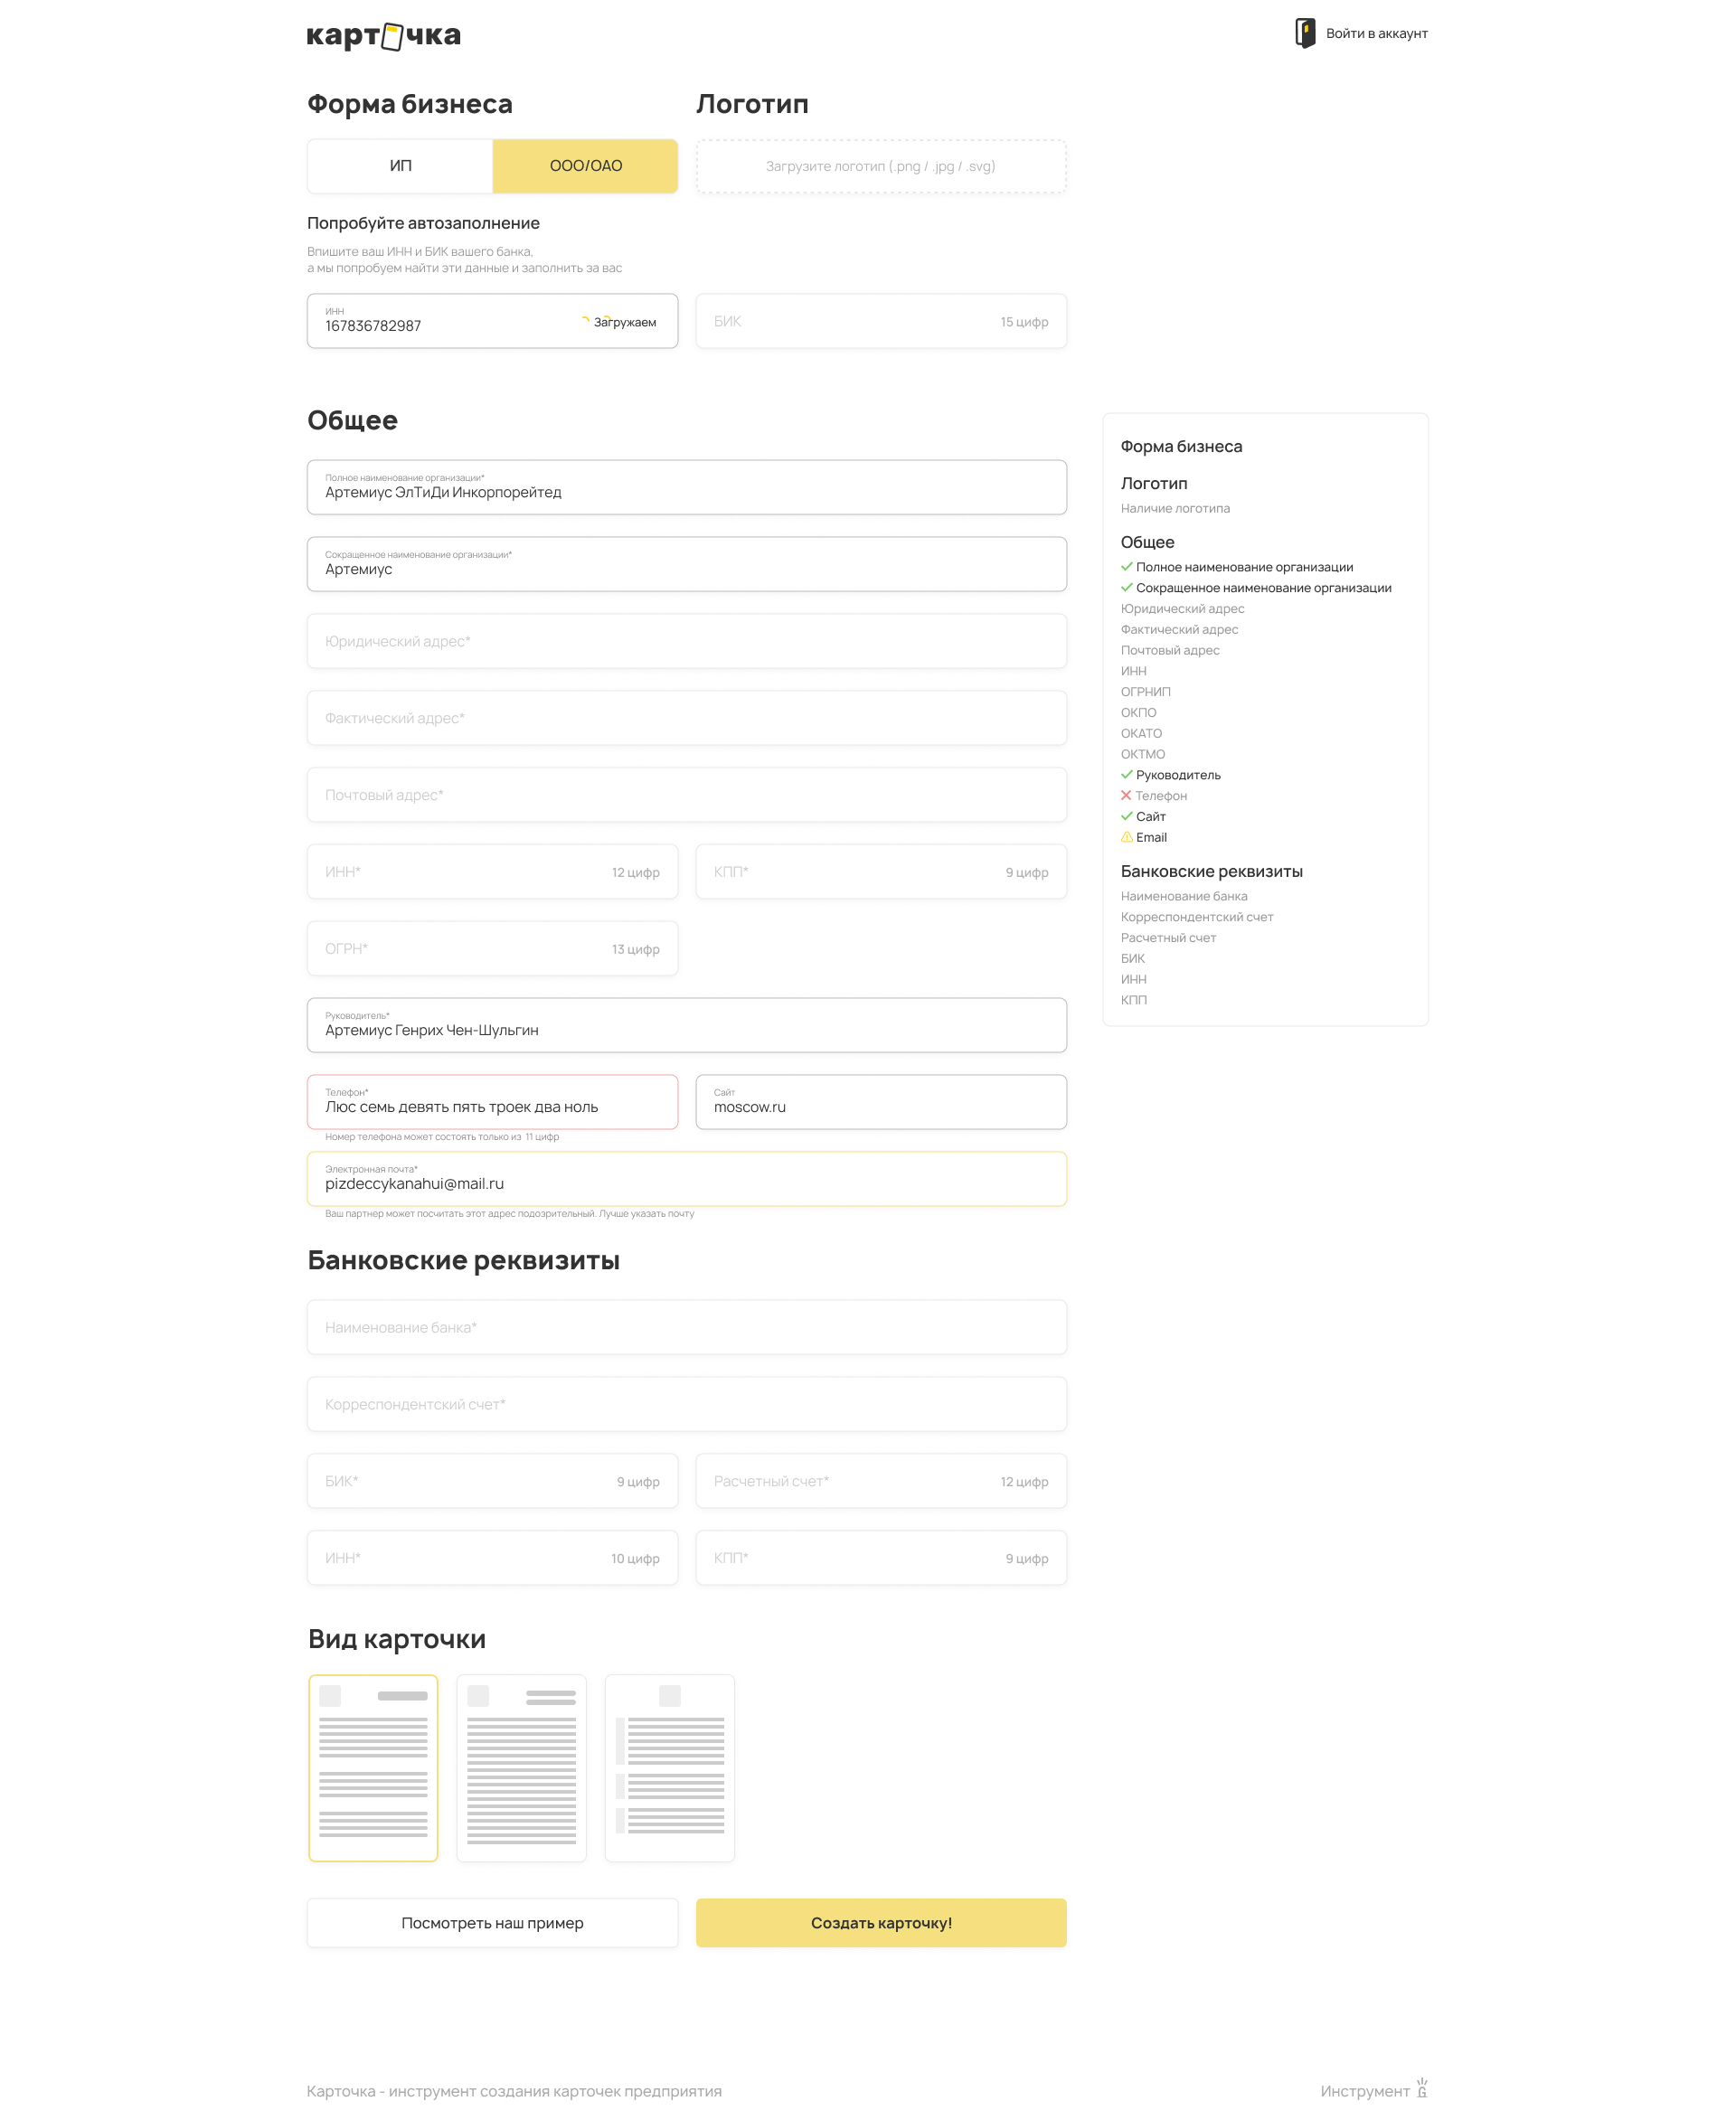 карточка
Войти в аккаунт
Форма бизнеса
Логотип
ИП
ООО/ОАО
Загрузите логотип (.png / .jpg / .svg)
Попробуйте автозаполнение
Впишите ваш ИНН и БИК вашего банка,
а мы попробуем найти эти данные и заполнить за вас
ИНН
167836782987
Загружаем
БИК
15 цифр
Общее
Полное наименование организации*
Артемиус ЭлТиДи Инкорпорейтед
Сокращенное наименование организации*
Артемиус
Юридический адрес*
Фактический адрес*
Почтовый адрес*
ИНН*
12 цифр
КПП*
9 цифр
ОГРН*
13 цифр
Руководитель*
Артемиус Генрих Чен-Шульгин
Телефон*
Люс семь девять пять троек два ноль
Номер телефона может состоять только из 11 цифр
Сайт
moscow.ru
Электронная почта*
pizdeccykanahui@mail.ru
Ваш партнер может посчитать этот адрес подозрительный. Лучше указать почту
Форма бизнеса
Логотип
Наличие логотипа
Общее
Полное наименование организации
Сокращенное наименование организации
Юридический адрес
Фактический адрес
Почтовый адрес
ИНН
ОГРНИП
ОКПО
ОКАТО
ОКТМО
Руководитель
Телефон
Сайт
Email
Банковские реквизиты
Наименование банка
Корреспондентский счет
Расчетный счет
БИК
ИНН
КПП
Банковские реквизиты
Наименование банка*
Корреспондентский счет*
БИК*
9 цифр
Расчетный счет*
12 цифр
ИНН*
10 цифр
КПП*
9 цифр
Вид карточки
Посмотреть наш пример
Создать карточку!
Карточка - инструмент создания карточек предприятия
Инструмент